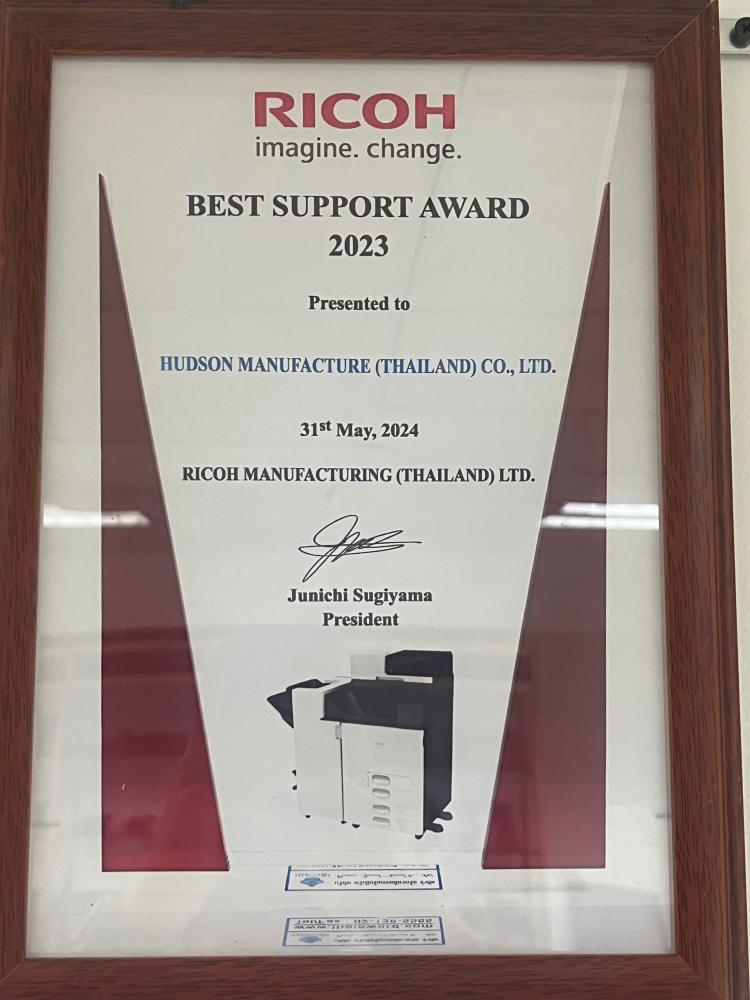 RICOH
imagine. change.
BEST SUPPORT AWARD
2023
Presented to
HUDSON MANUFACTURE (THAILAND) CO., LTD.
31st May, 2024
RICOH MANUFACTURING (THAILAND) LTD.
Junichi Sugiyama
President